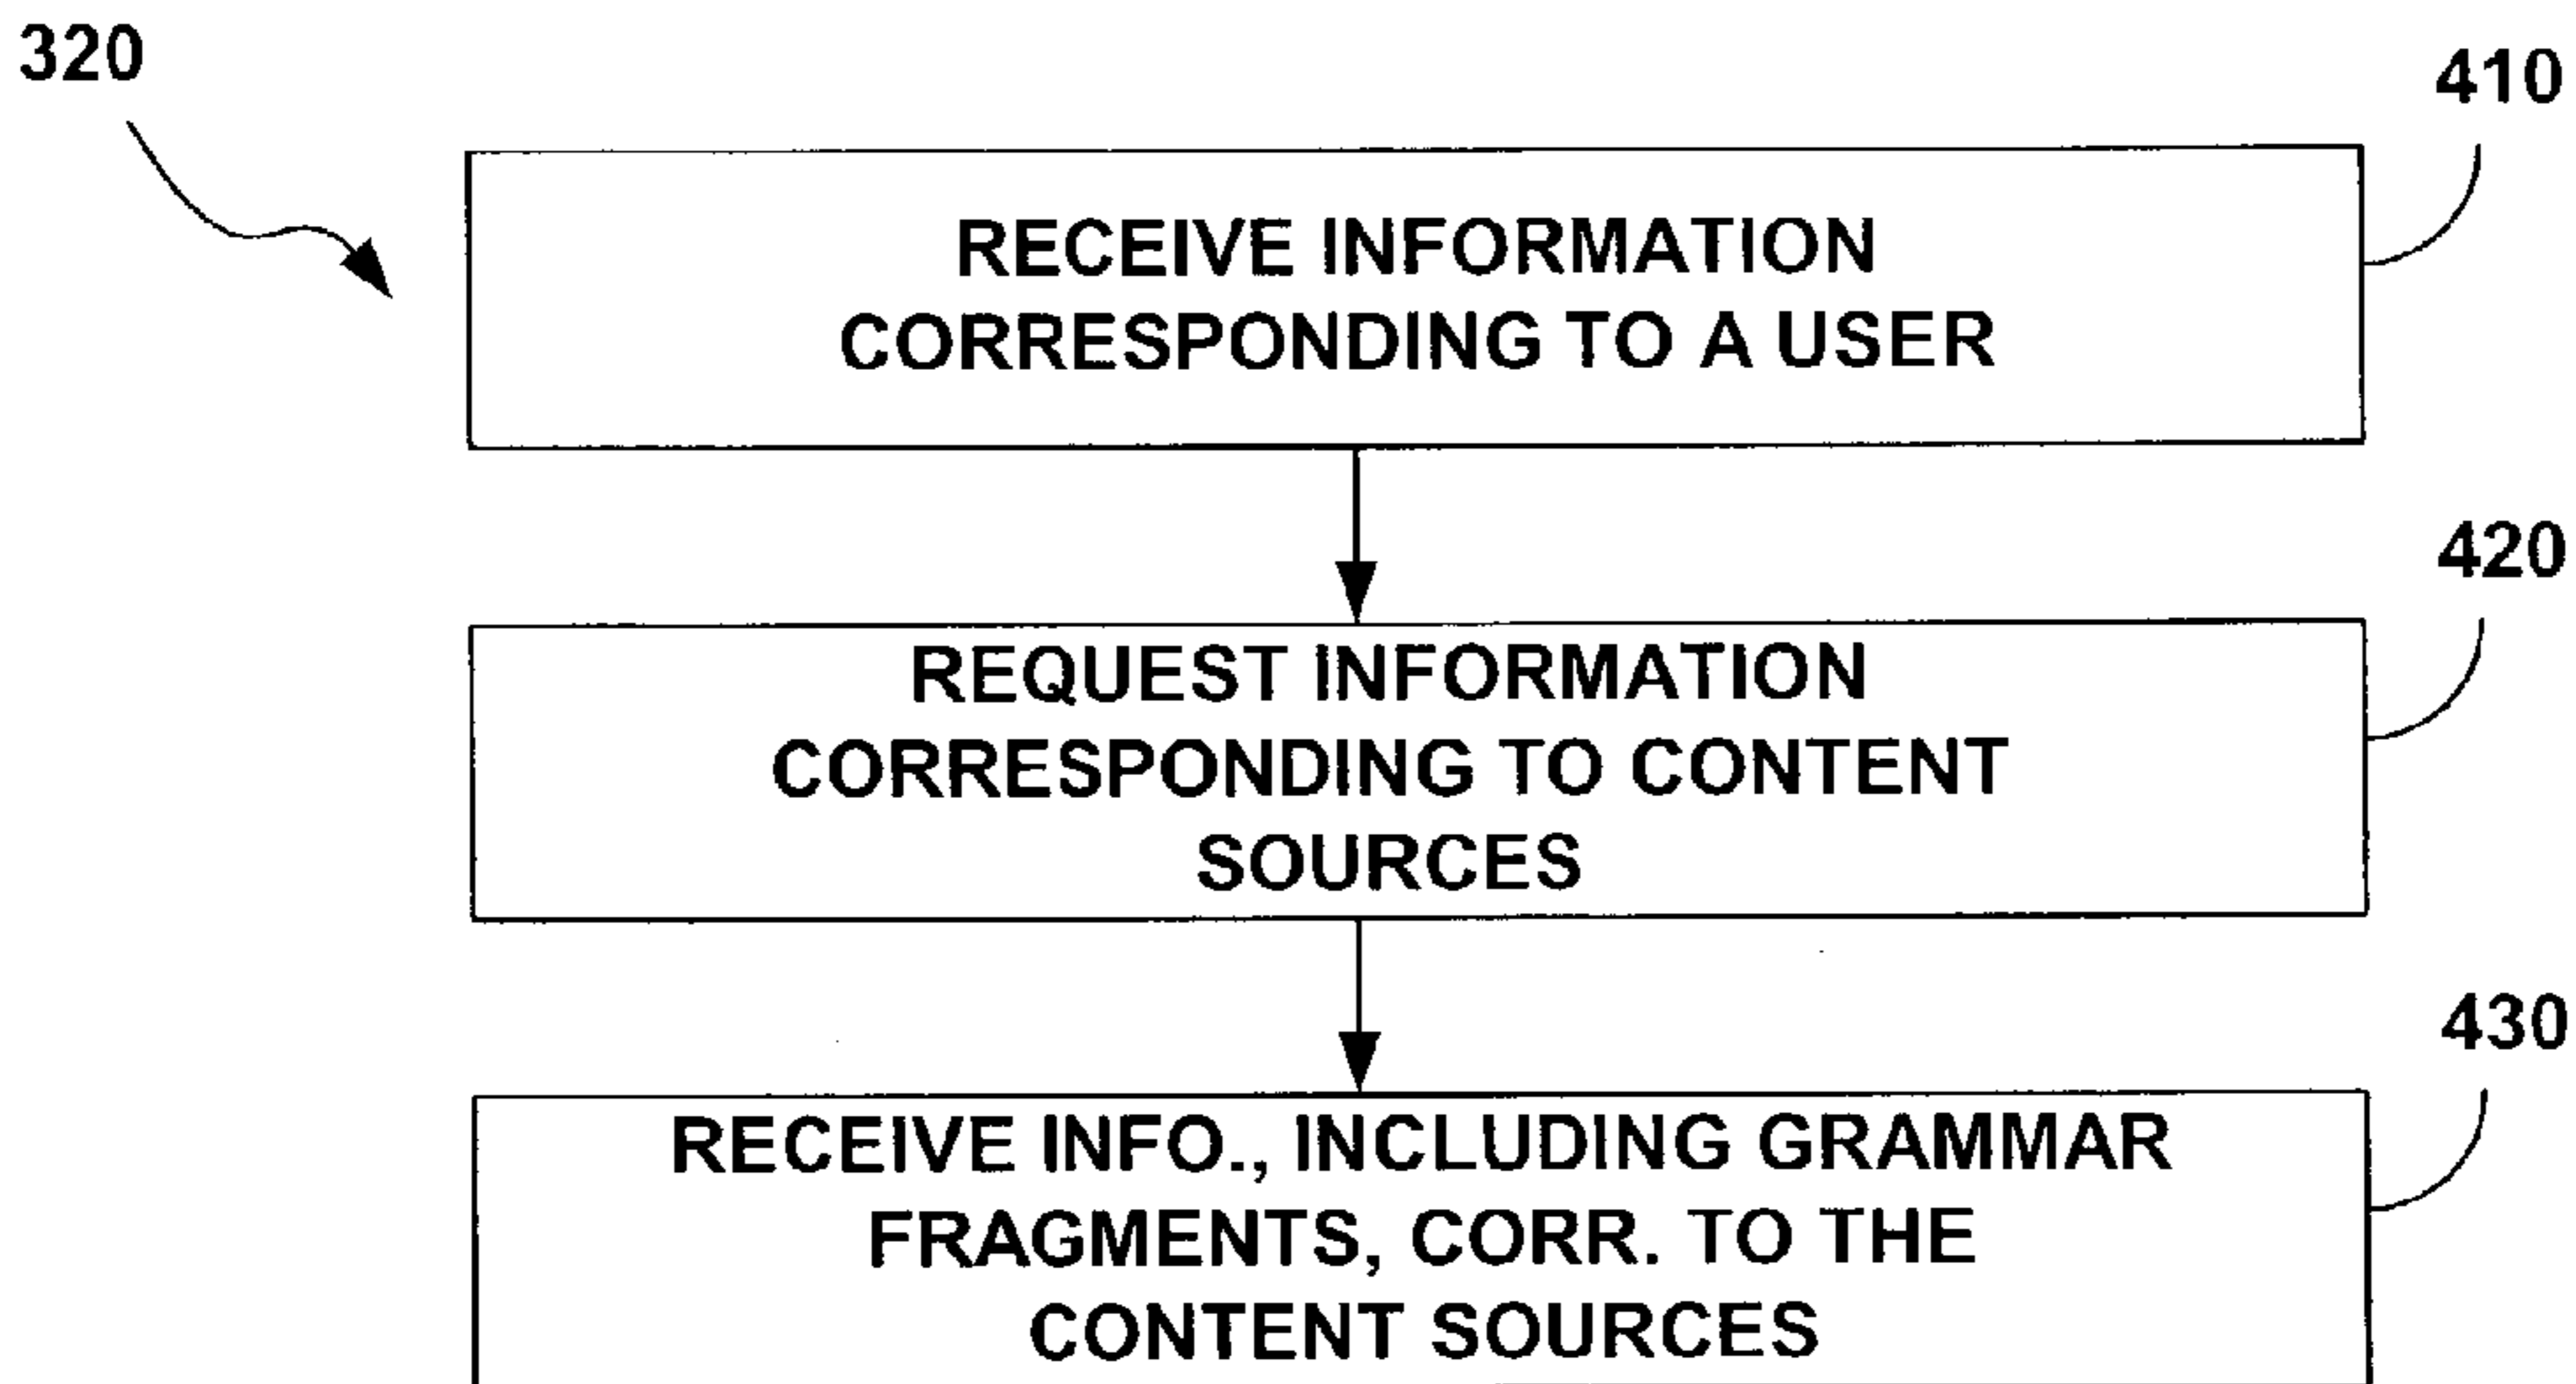 320
410
RECEIVE INFORMATION
CORRESPONDING TO A USER
420
REQUEST INFORMATION
CORRESPONDING TO CONTENT
SOURCES
430
RECEIVE INFO., INCLUDING GRAMMAR
FRAGMENTS, CORR. TO THE
CONTENT SOURCES